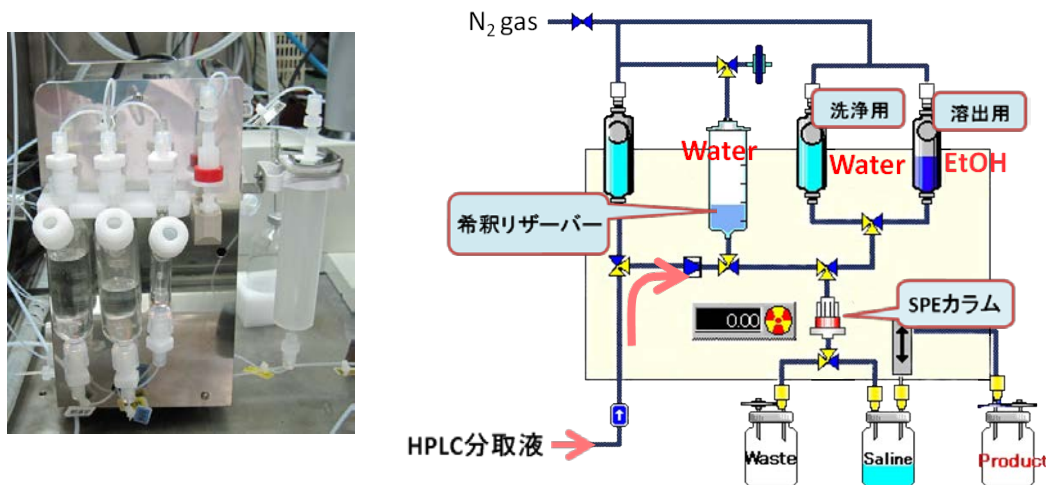 N2 gas
洗浄用
溶出用
Water
Water
EtOH
希釈リザーバー
SPEカラム
0.00
HPLC分取液
Waste
Saline
Product